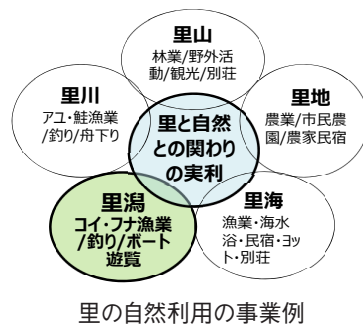 里山
林業/野外活
動/観光/別荘
里川
アユ・鮭漁業
/釣り/舟下り
里と自然
との関わり
の実利
里地
農業/市民農
園/農家民宿
里潟
コイ・フナ漁業
/釣り/ボート
遊覧
里海
漁業・海水
浴・民宿・ヨッ
ト・別荘
里の自然利用の事業例